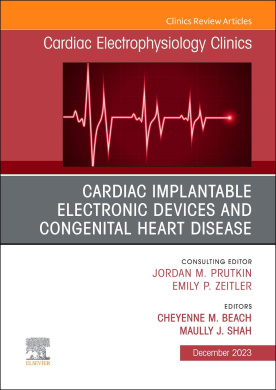 Clinics Review Articles
Cardiac Electrophysiology Clinics
CARDIAC IMPLANTABLE
ELECTRONIC DEVICES AND
CONGENITAL HEART DISEASE
CONSULTING EDITOR
JORDAN M. PRUTKIN
EMILY P. ZEITLER
EDITORS
CHEYENNE M. BEACH
MAULLY J. SHAH
ELSEVIER
December 2023